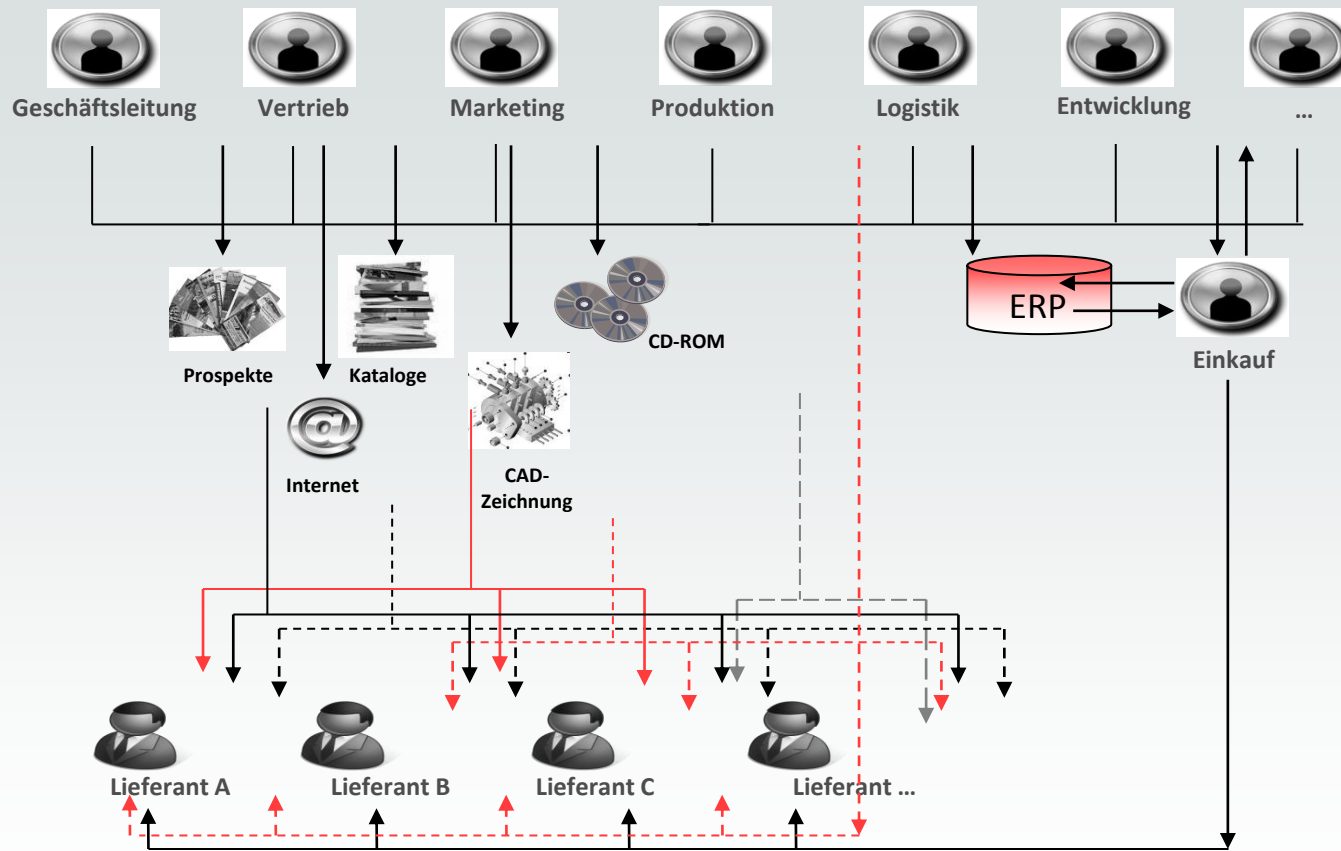 Geschäftsleitung
Vertrieb
Marketing
Produktion
Logistik
Entwicklung
...
ERP
CD-ROM
Prospekte
Kataloge
Einkauf
Internet
CAD-
Zeichnung
Lieferant A
Lieferant B
Lieferant C
Lieferant ...